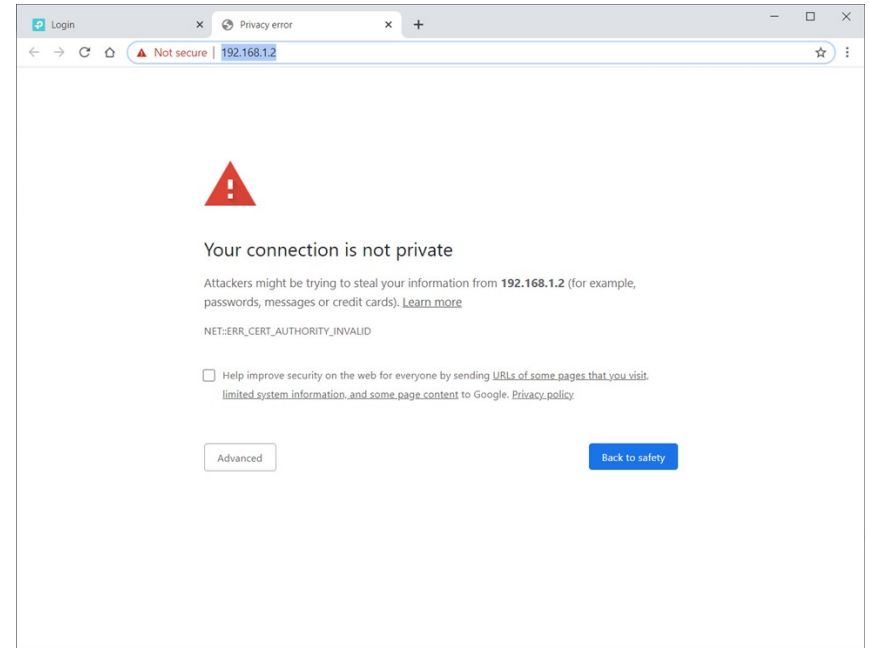 Login
Privacy error
Not secure | 192.168.1.2
Your connection is not private
Attackers might be trying to steal your information from 192.168.1.2 (for example,
passwords, messages or credit cards). Learn more
NET::ERR_CERT_AUTHORITY_INVALID
Help improve security on the web for everyone by sending URLs of some pages that you visit,
limited system information, and some page content to Google. Privacy policy
Advanced
Back to safety